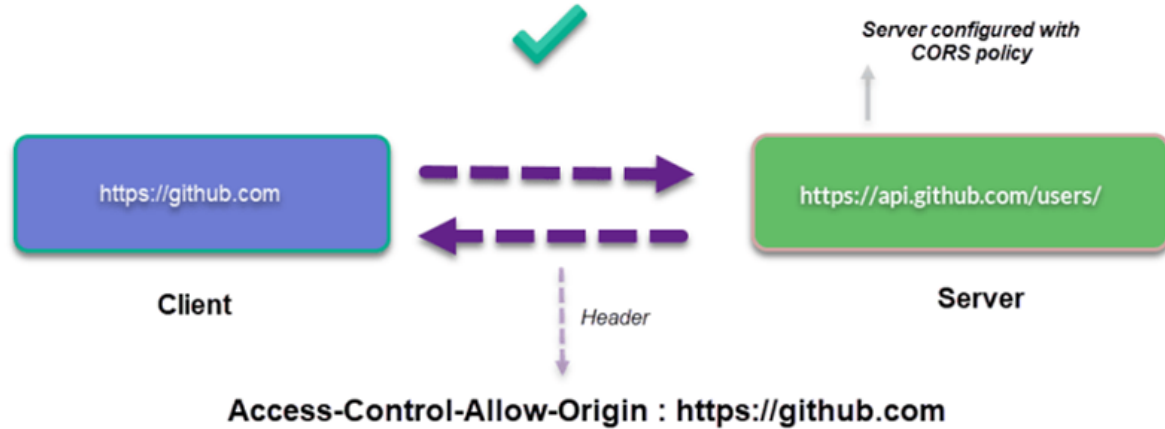 Server configured with
CORS policy
https://github.com
https://api.github.com/users/
Client
Server
Header
Access-Control-Allow-Origin : https://github.com